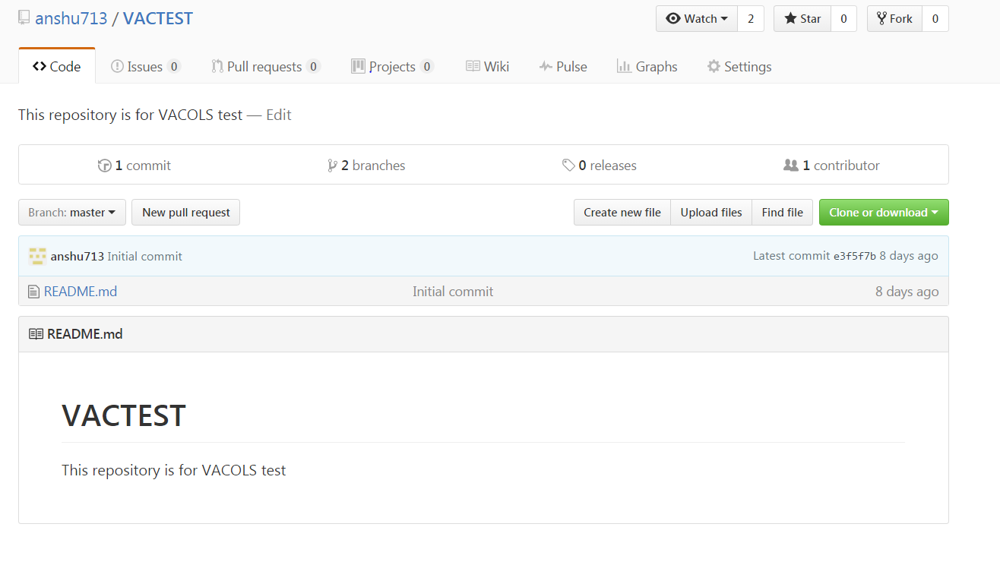 anshu713 / VACTEST
Watch 2 Star 0 Fork 0
Code Issues 0 Pull requests 0 Projects 0 Wiki Pulse Graphs Settings
This repository is for VACOLS test — Edit
1 commit 2 branches 0 releases 1 contributor
Branch: master New pull request Create new file Upload files Find file Clone or download
anshu713 Initial commit Latest commit e3f5f7b 8 days ago
README.md Initial commit 8 days ago
README.md
VACTEST
This repository is for VACOLS test